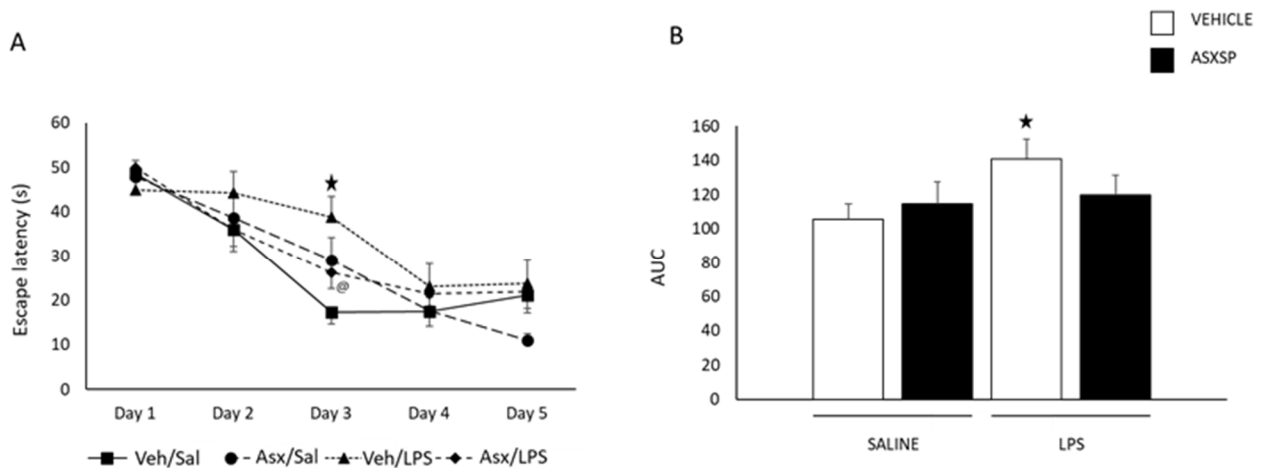 A
Escape latency (s)
60
50
40
30
20
10
0
@
Day 1 Day 2 Day 3 Day 4 Day 5
Veh/Sal Asx/Sal Veh/LPS Asx/LPS
B
VEHICLE
ASXSP
AUC
160
140
120
100
80
60
40
20
0
SALINE LPS